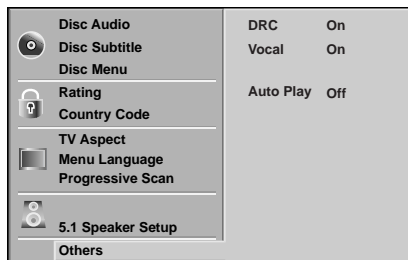 Disc Audio
Disc Subtitle
Disc Menu
Rating
Country Code
TV Aspect
Menu Language
Progressive Scan
5.1 Speaker Setup
Others
DRC On
Vocal On
Auto Play Off